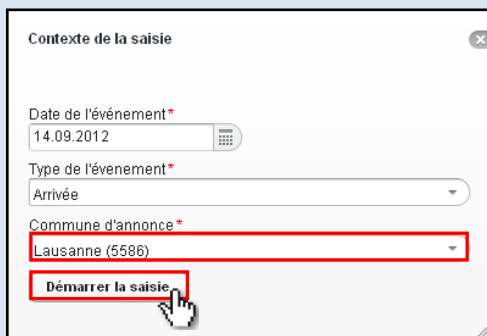 Contexte de la saisie
Date de l'événement*
14.09.2012
Type de l'évenement*
Arrivée
Commune d'annonce*
Lausanne (5586)
Démarrer la saisie